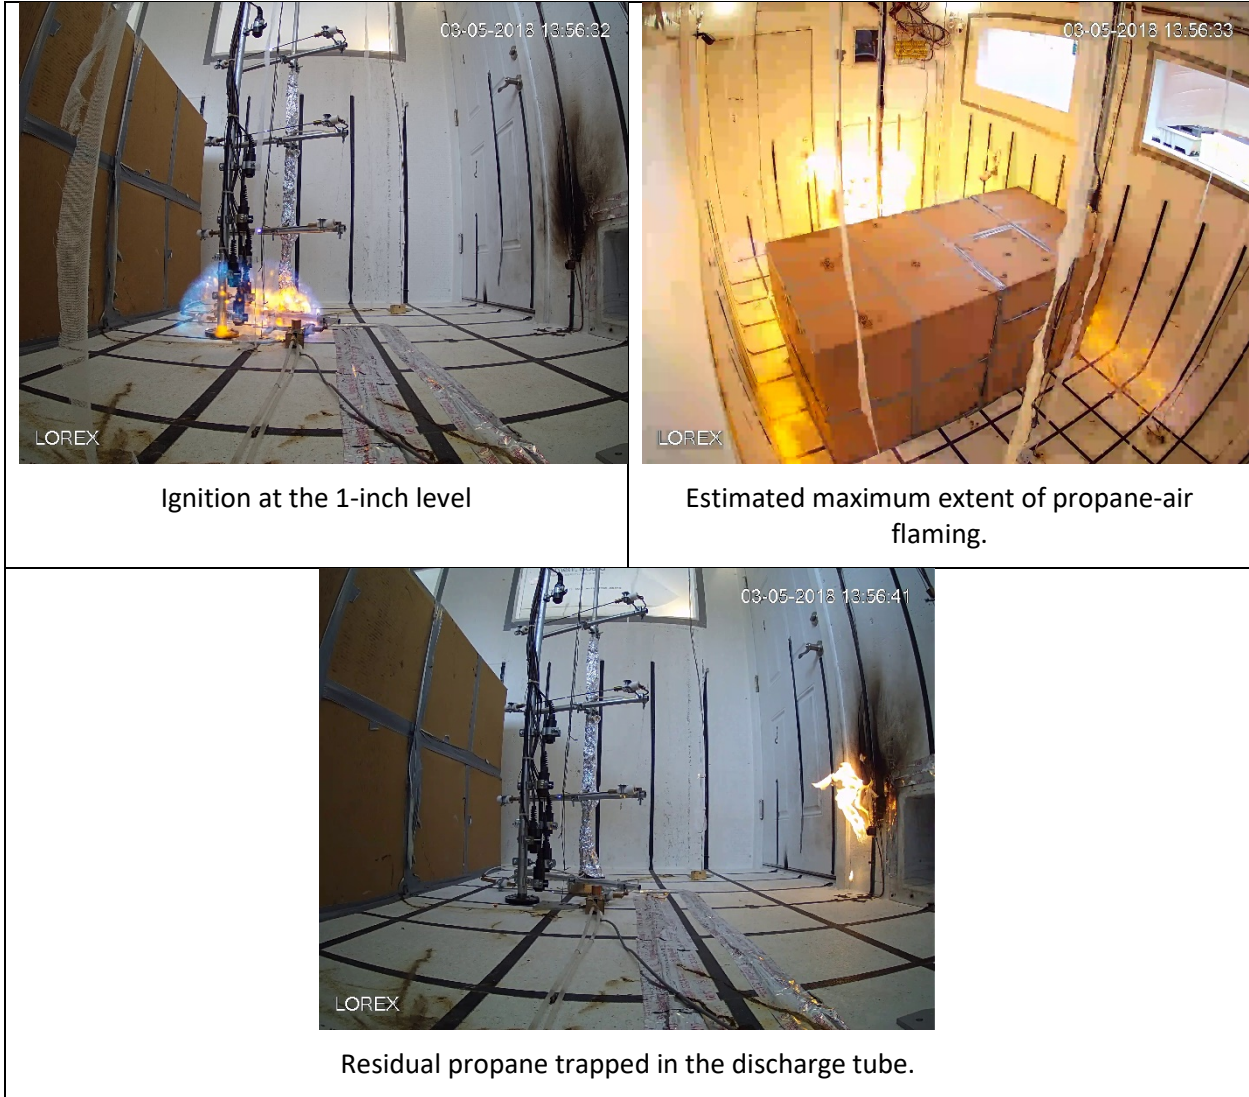 03-05-2018 13:56:32
LOREX
Ignition at the 1-inch level
03-05-2018 13:56:33
LOREX
Estimated maximum extent of propane-air
flaming.
03-05-2018 13:56:41
LOREX
Residual propane trapped in the discharge tube.